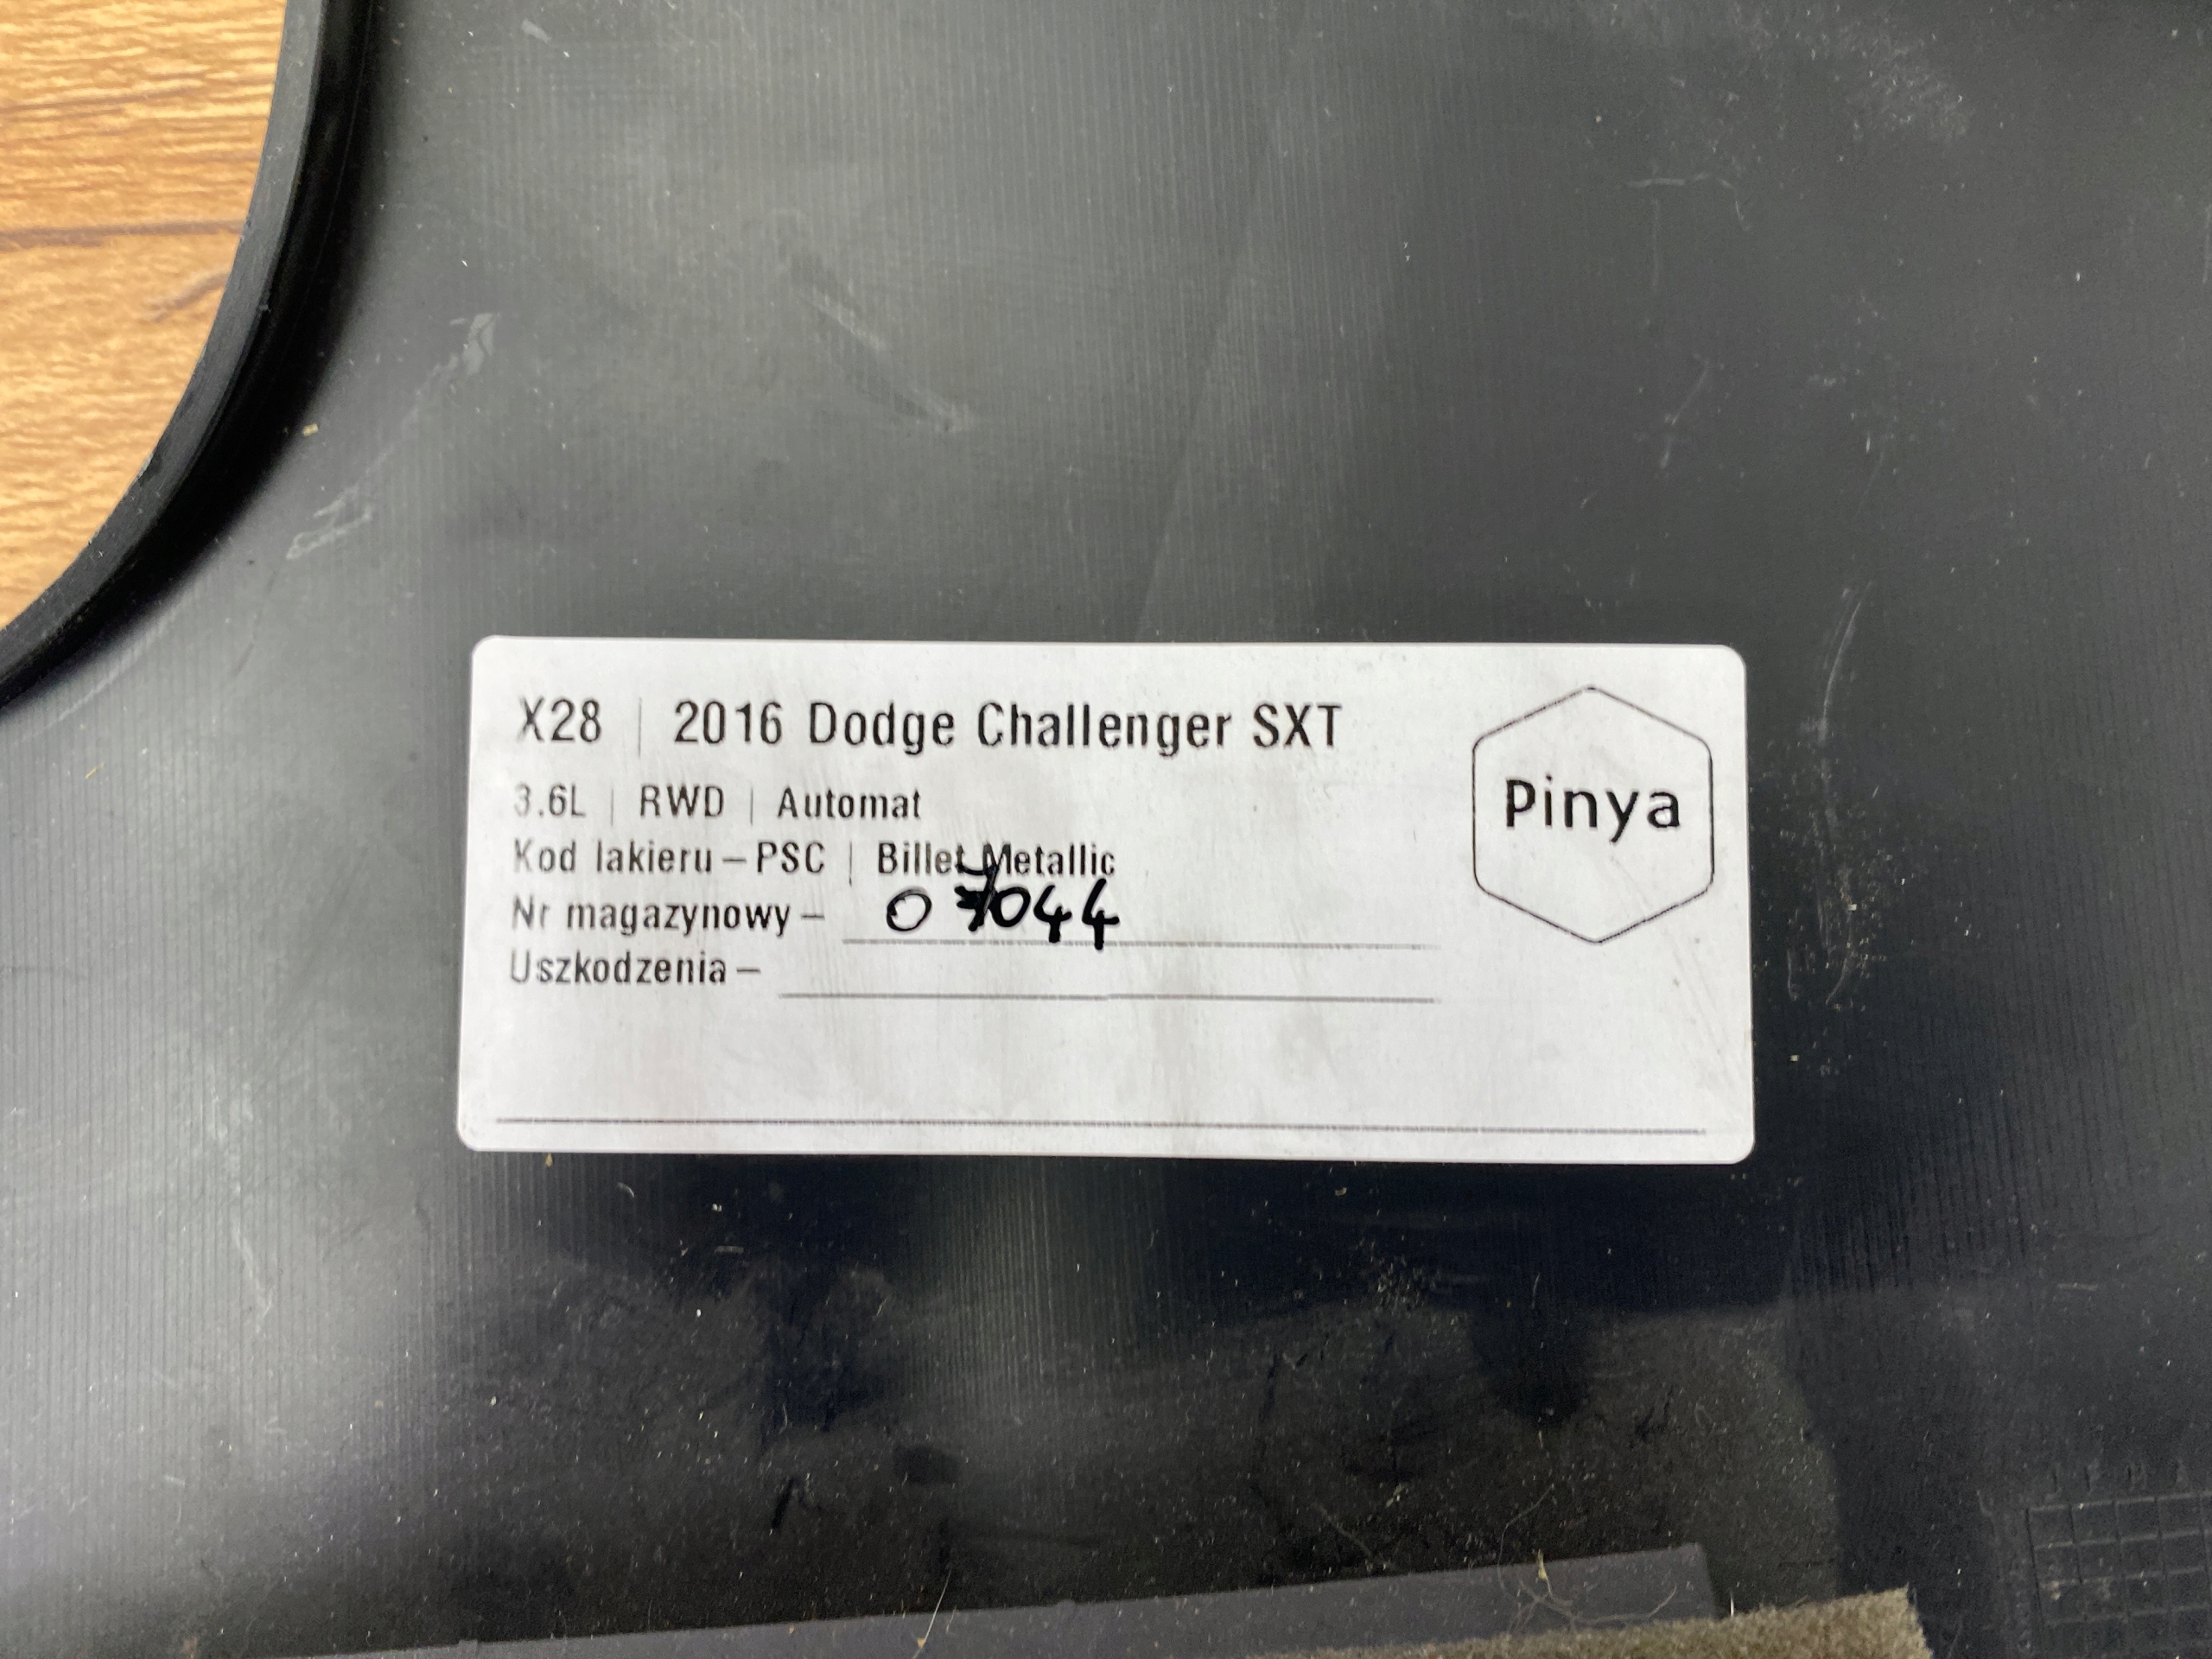 X28 | 2016 Dodge Challenger SXT
3.6L | RWD | Automat
Kod lakieru – PSC | Billet Metallic
Nr magazynowy – 07044
Uszkodzenia –
Pinya